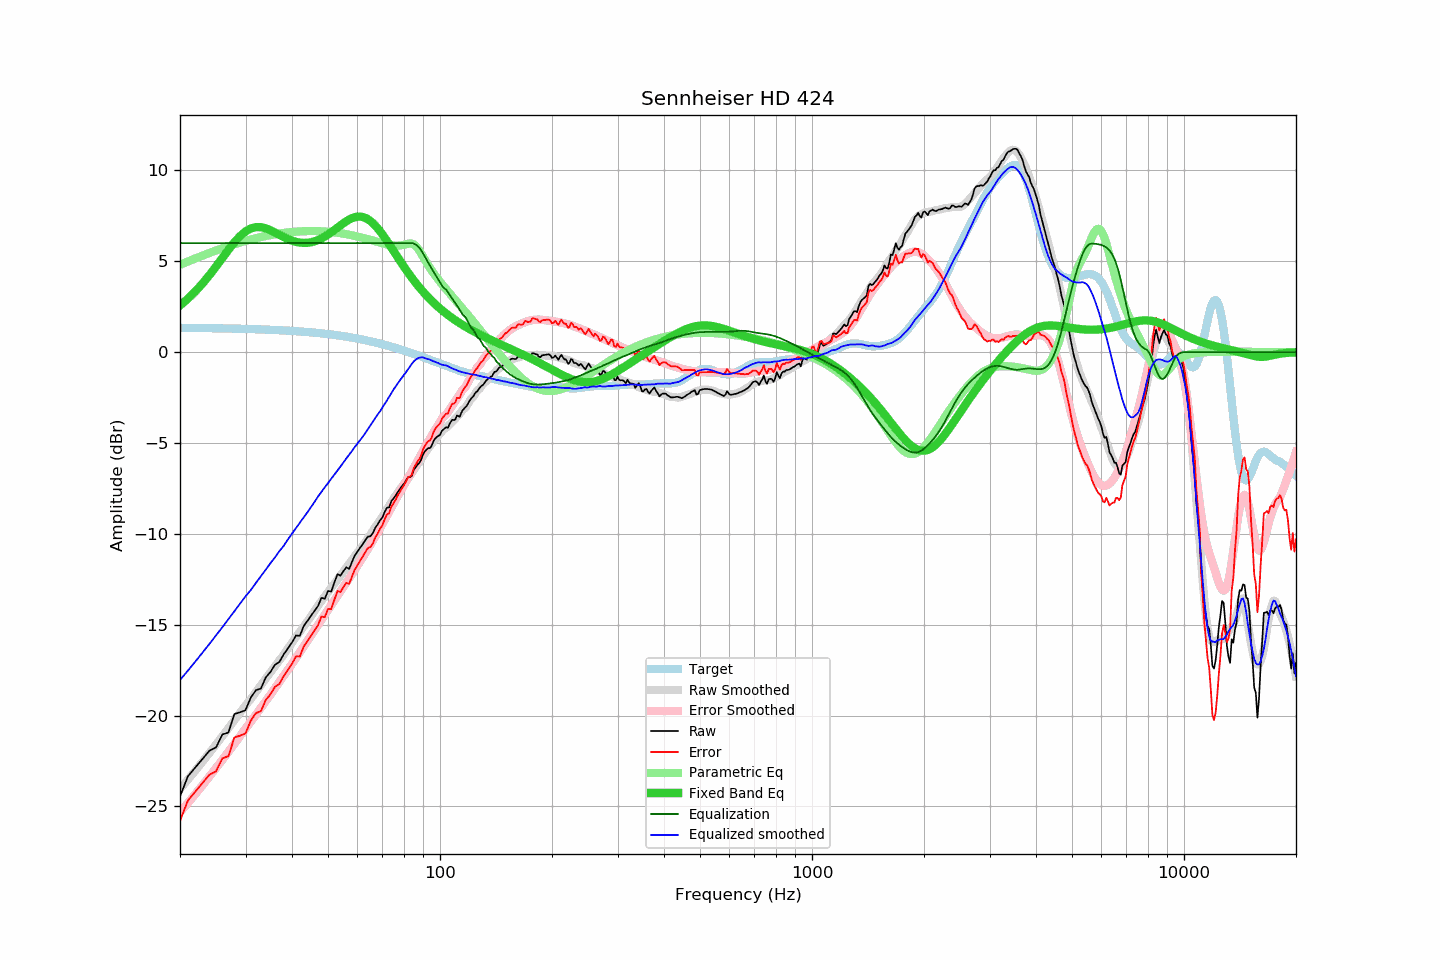 Sennheiser HD 424
Amplitude (dBr)
10
5
0
−5
−10
−15
−20
−25
Target
Raw Smoothed
Error Smoothed
Raw
Error
Parametric Eq
Fixed Band Eq
Equalization
Equalized smoothed
100
1000
10000
Frequency (Hz)